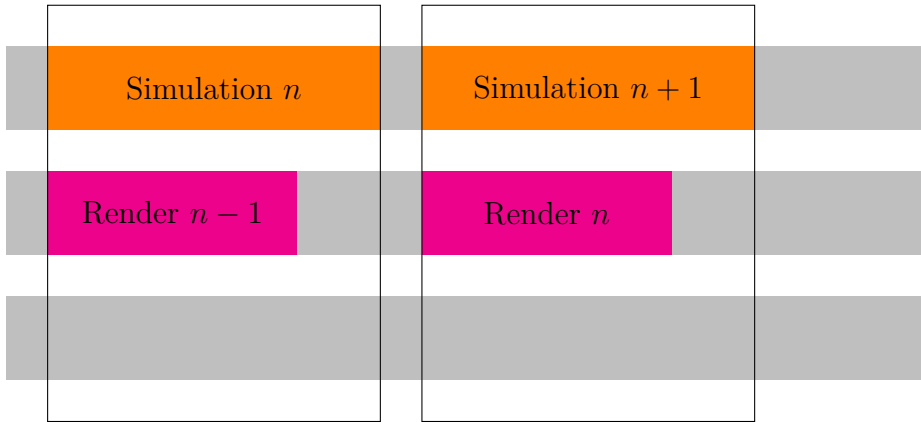 Simulation n
Simulation n + 1
Render n − 1
Render n